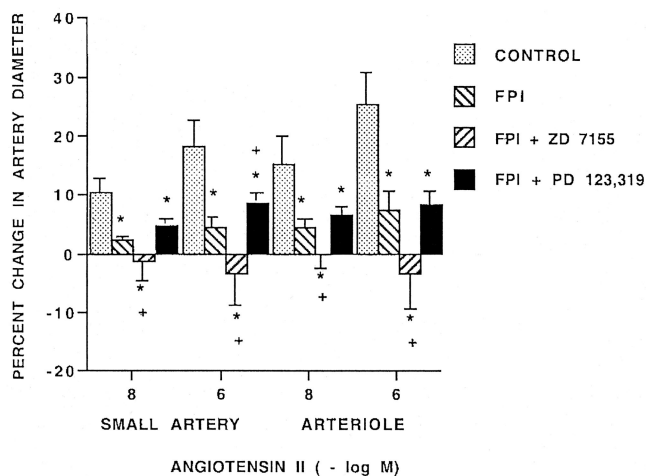 PERCENT CHANGE IN ARTERY DIAMETER
40
30
20
10
0
-10
-20
* * + * * + * * * + * * * + *
* + * + * + * +
CONTROL
FPI
FPI + ZD 7155
FPI + PD 123,319
8 6 8 6
SMALL ARTERY ARTERIOLE
ANGIOTENSIN II ( - log M)